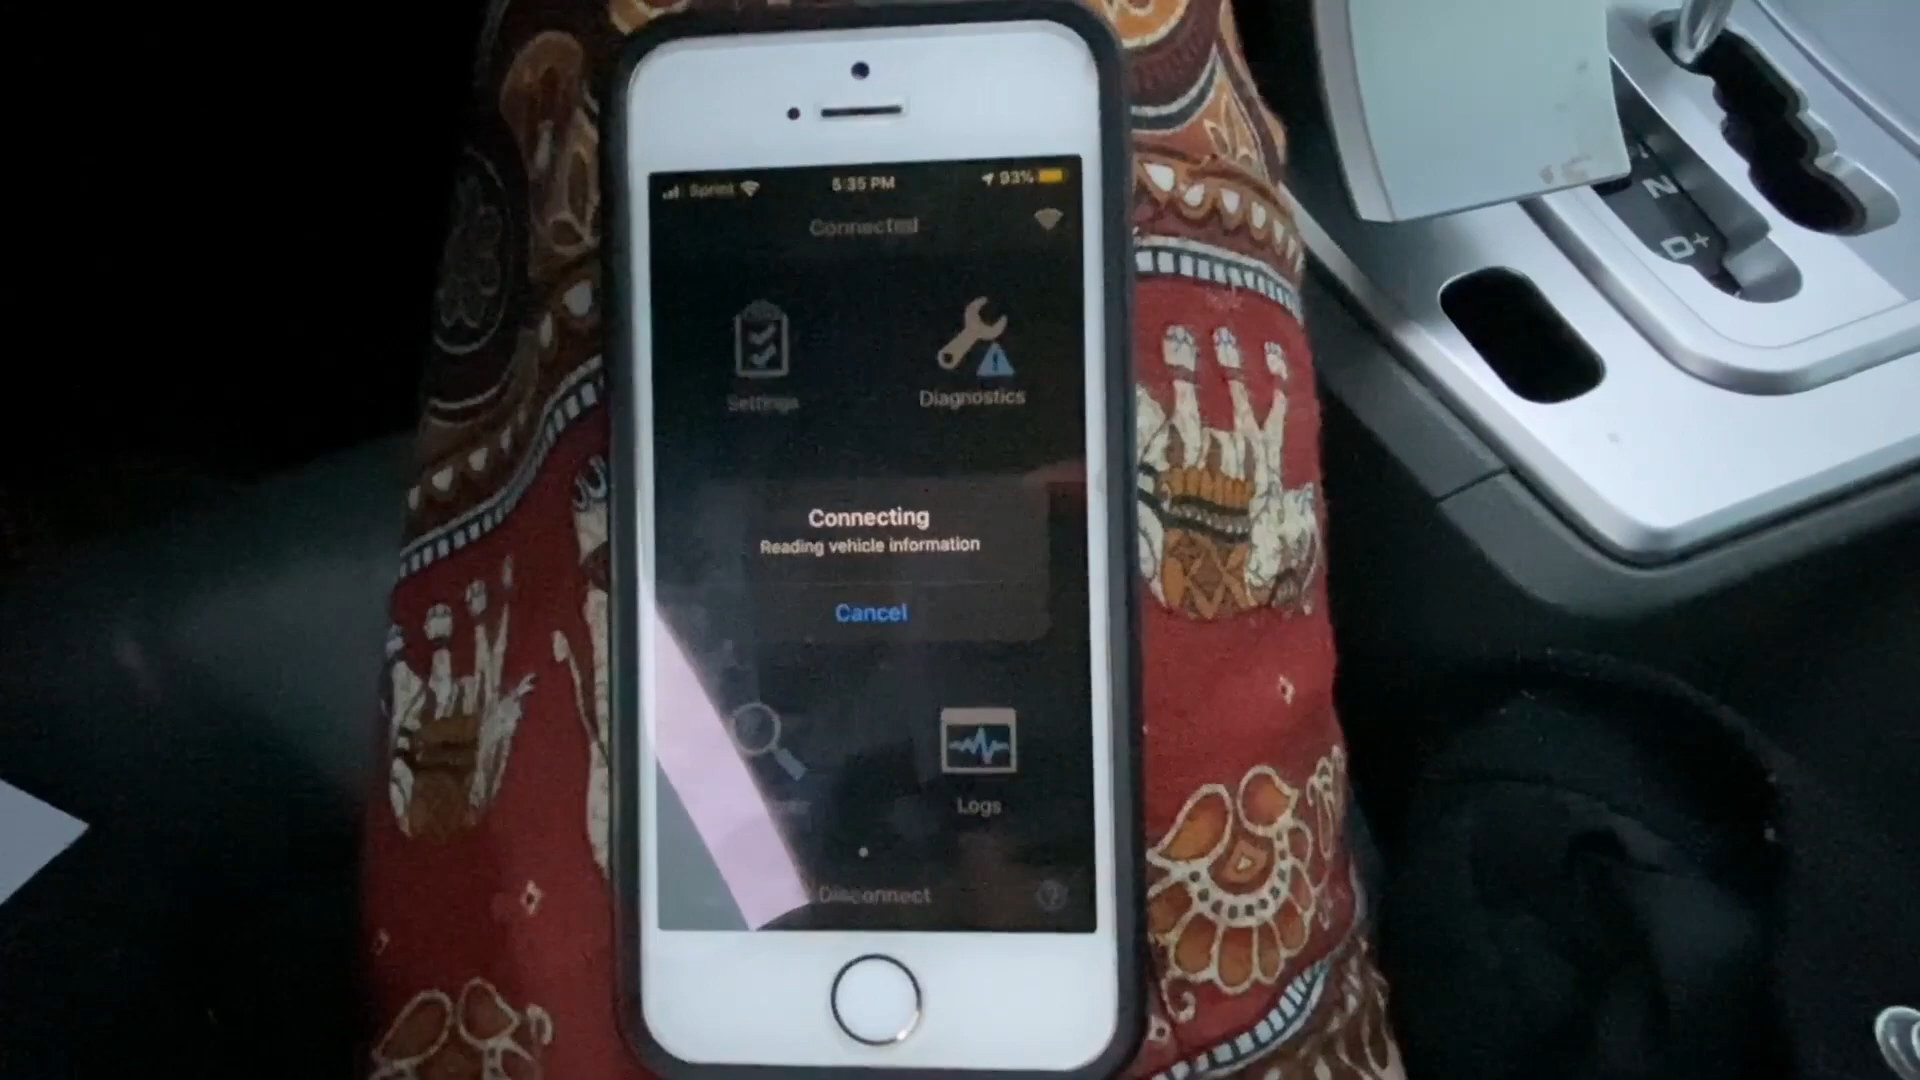 Sprint 5:35 PM 93%
Connected
Settings Diagnostics
Connecting
Reading vehicle information
Cancel
Logs
Disconnect
N
D+